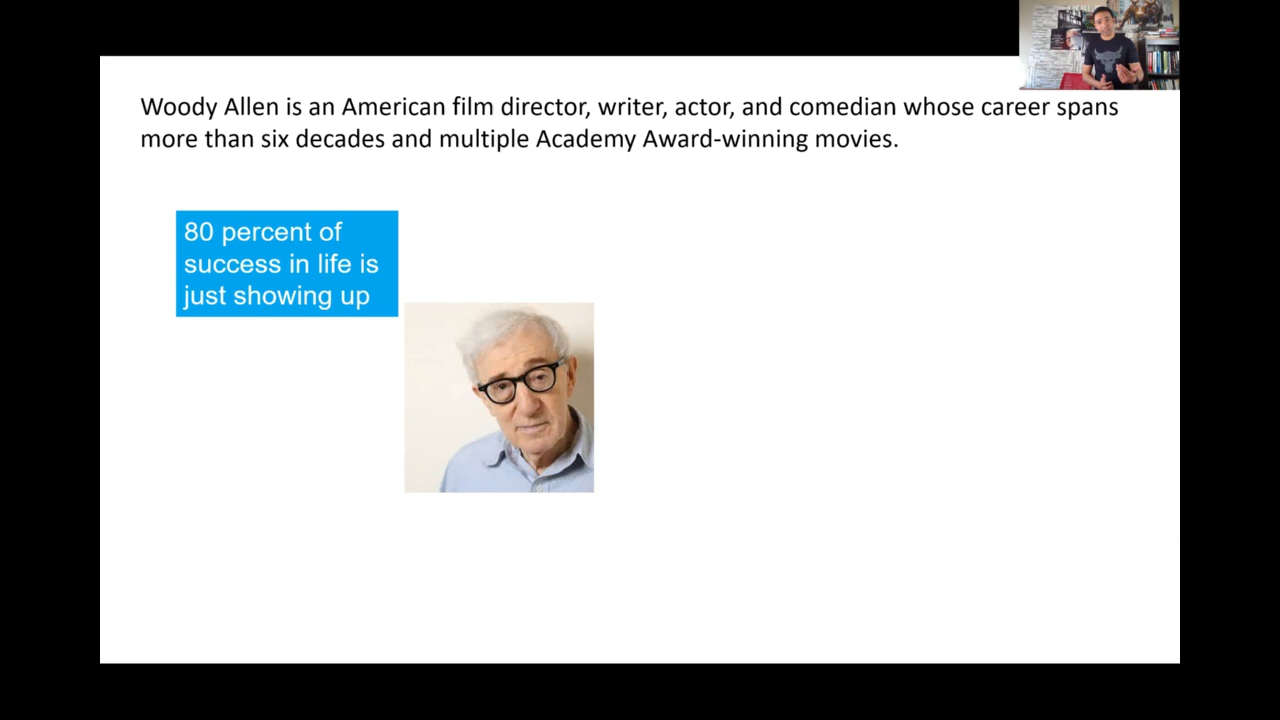 Woody Allen is an American film director, writer, actor, and comedian whose career spans
more than six decades and multiple Academy Award-winning movies.
80 percent of
success in life is
just showing up